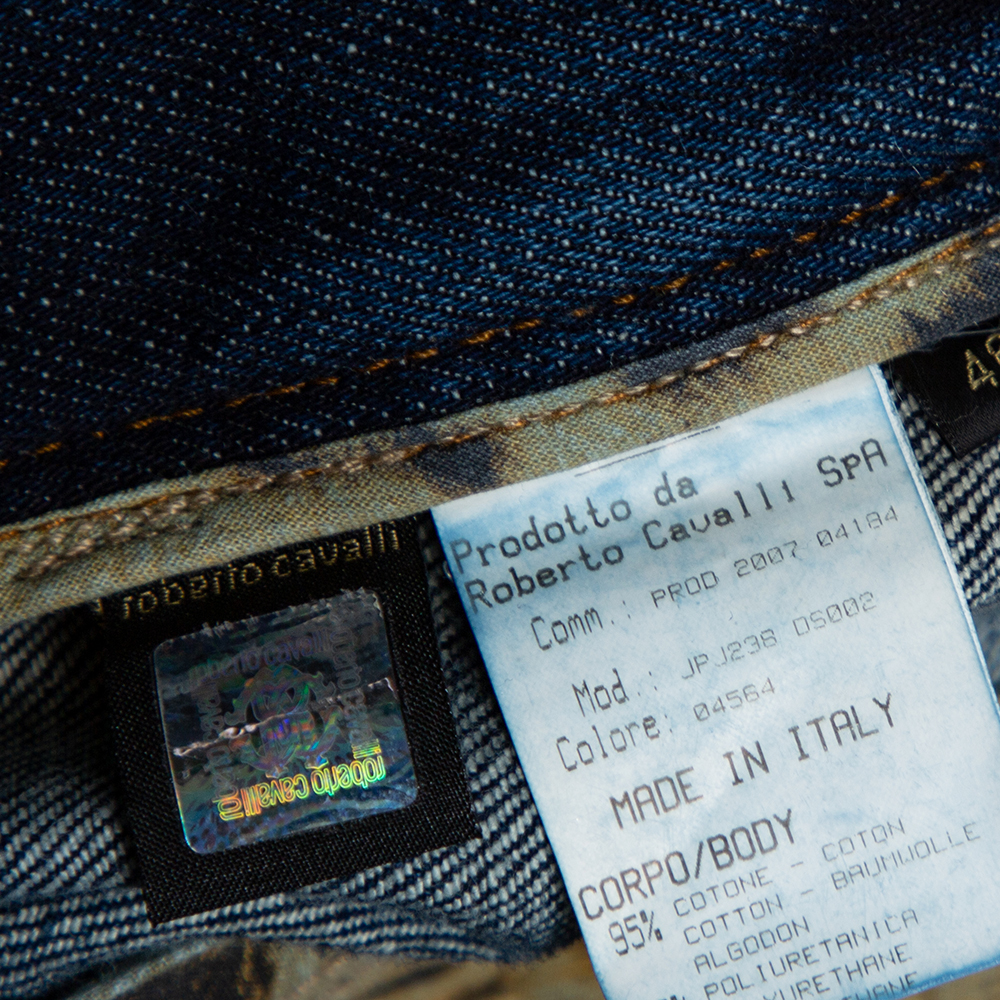 roberto cavalli
roberto cavalli
Prodotto da
Roberto Cavalli SpA
Comm.: PROD 2007 04184
Mod.: JPJ238 DS002
Colore: 04564
MADE IN ITALY
CORPO/BODY
95% COTONE - COTON
COTTON - BAUMWOLLE
ALGODON
POLIURETANICA